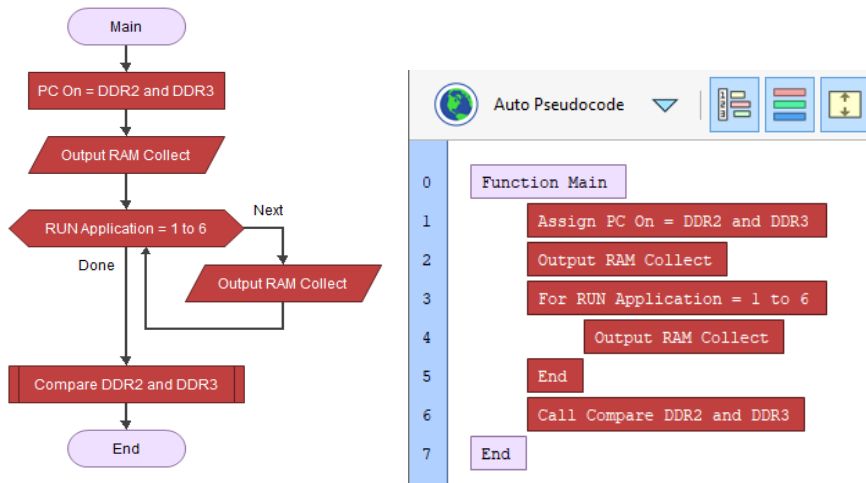 Main
PC On = DDR2 and DDR3
Output RAM Collect
RUN Application = 1 to 6
Next
Done
Output RAM Collect
Compare DDR2 and DDR3
End
Auto Pseudocode
1
2
3
0 Function Main
1 Assign PC On = DDR2 and DDR3
2 Output RAM Collect
3 For RUN Application = 1 to 6
4 Output RAM Collect
5 End
6 Call Compare DDR2 and DDR3
7 End